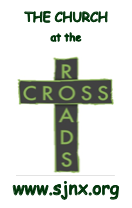 THE CHURCH
at the
CROSS
ROADS
www.sjnx.org